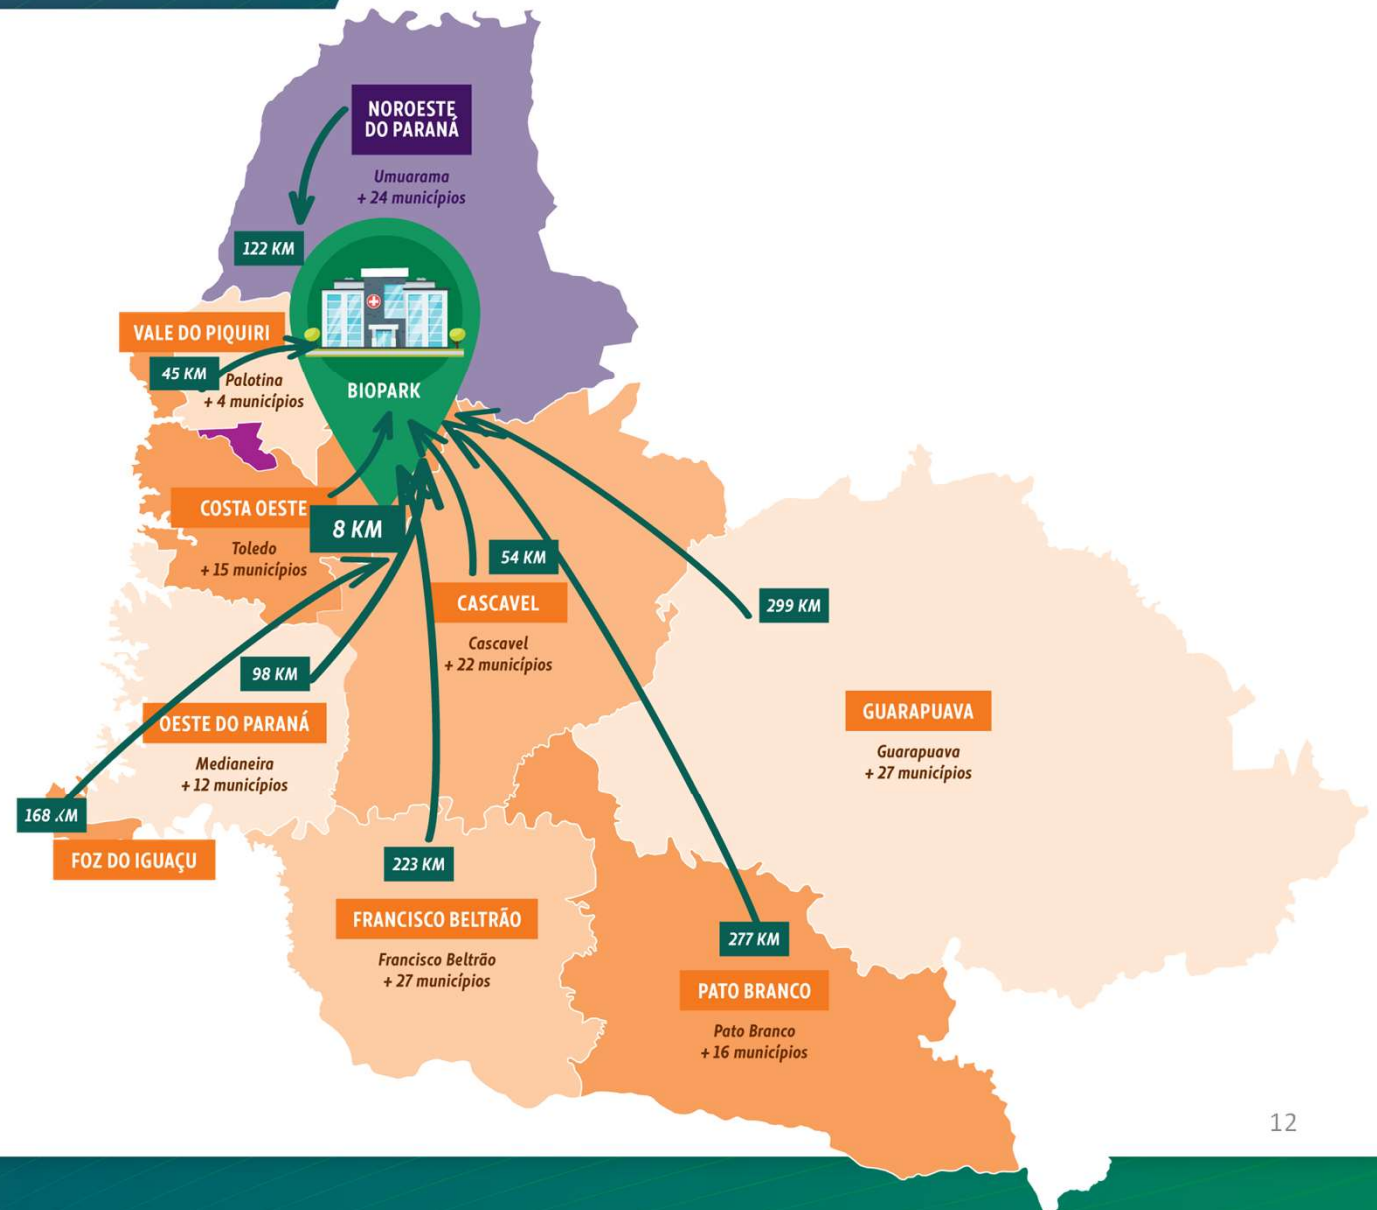 NOROESTE
DO PARANÁ
Umuarama
+ 24 municípios
122 KM
VALE DO PIQUIRI
45 KM
Palotina
+ 4 municípios
BIOPARK
COSTA OESTE
8 KM
Toledo
+ 15 municípios
54 KM
CASCAVEL
Cascavel
+ 22 municípios
299 KM
98 KM
OESTE DO PARANÁ
Medianeira
+ 12 municípios
GUARAPUAVA
Guarapuava
+ 27 municípios
168 KM
FOZ DO IGUAÇU
223 KM
FRANCISCO BELTRÃO
Francisco Beltrão
+ 27 municípios
277 KM
PATO BRANCO
Pato Branco
+ 16 municípios
12